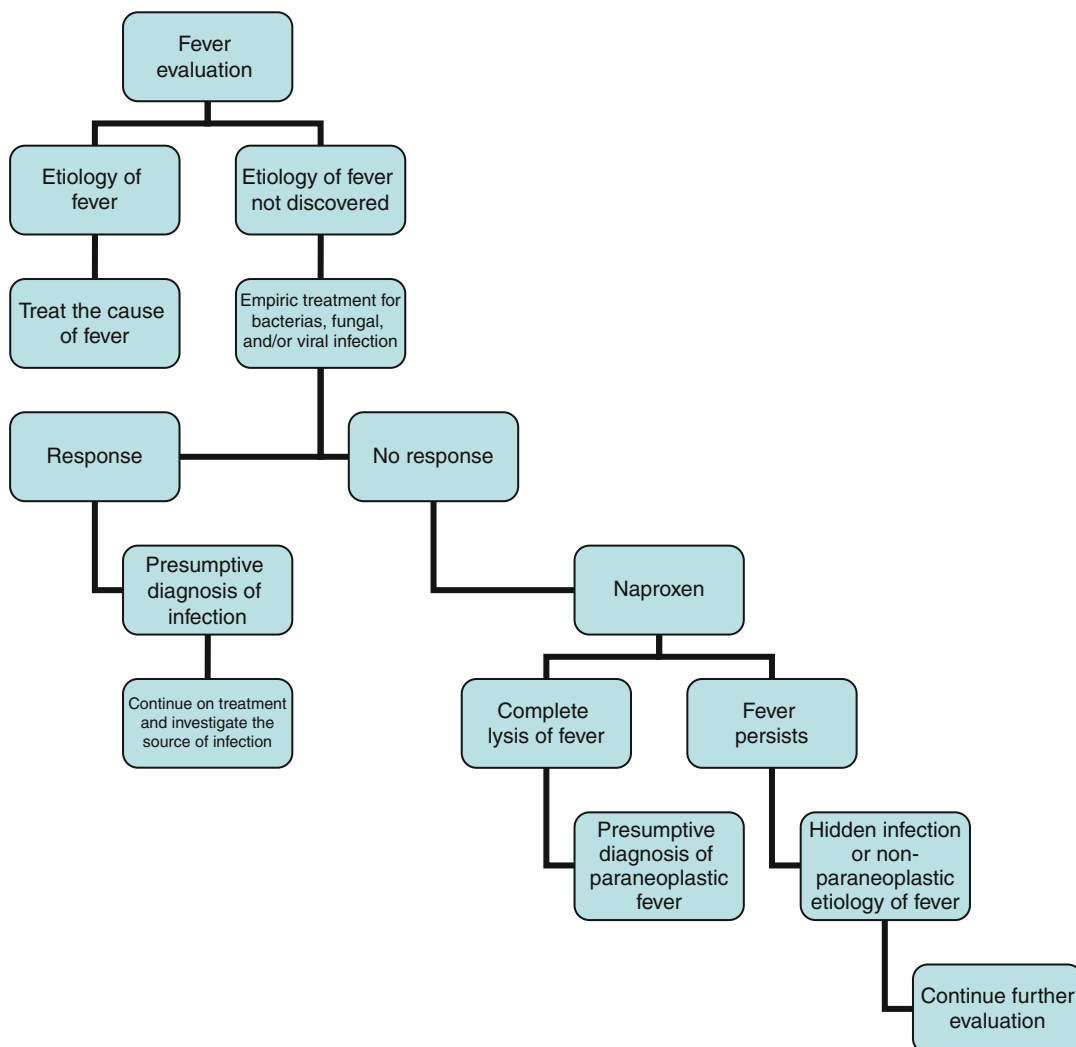 Fever
evaluation
Etiology of
fever
Etiology of fever
not discovered
Treat the cause
of fever
Empiric treatment for
bacterias, fungal,
and/or viral infection
Response
No response
Presumptive
diagnosis of
infection
Naproxen
Continue on treatment
and investigate the
source of infection
Complete
lysis of fever
Fever
persists
Presumptive
diagnosis of
paraneoplastic
fever
Hidden infection
or non-
paraneoplastic
etiology of fever
Continue further
evaluation